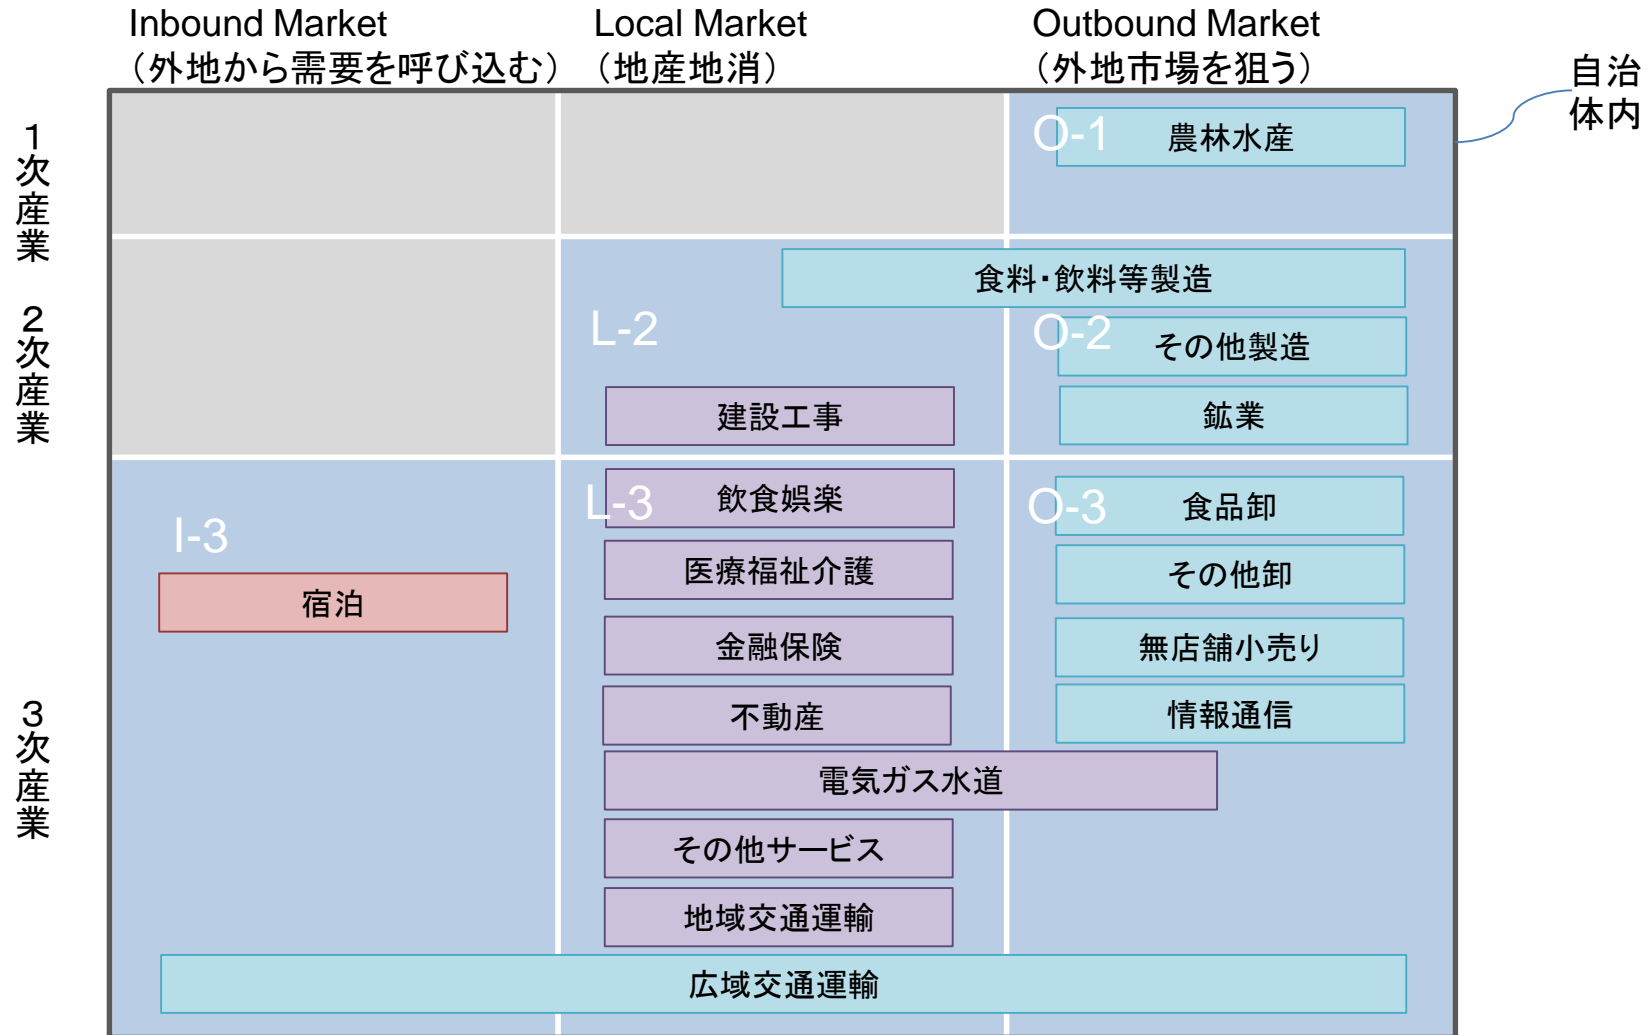 Inbound Market
（外地から需要を呼び込む）
Local Market
（地産地消）
Outbound Market
（外地市場を狙う）
自治
体内
１次産業
O-1
農林水産
２次産業
食料・飲料等製造
L-2
O-2
その他製造
建設工事
鉱業
３次産業
I-3
宿泊
L-3
飲食娯楽
医療福祉介護
金融保険
不動産
電気ガス水道
その他サービス
地域交通運輸
O-3
食品卸
その他卸
無店舗小売り
情報通信
広域交通運輸